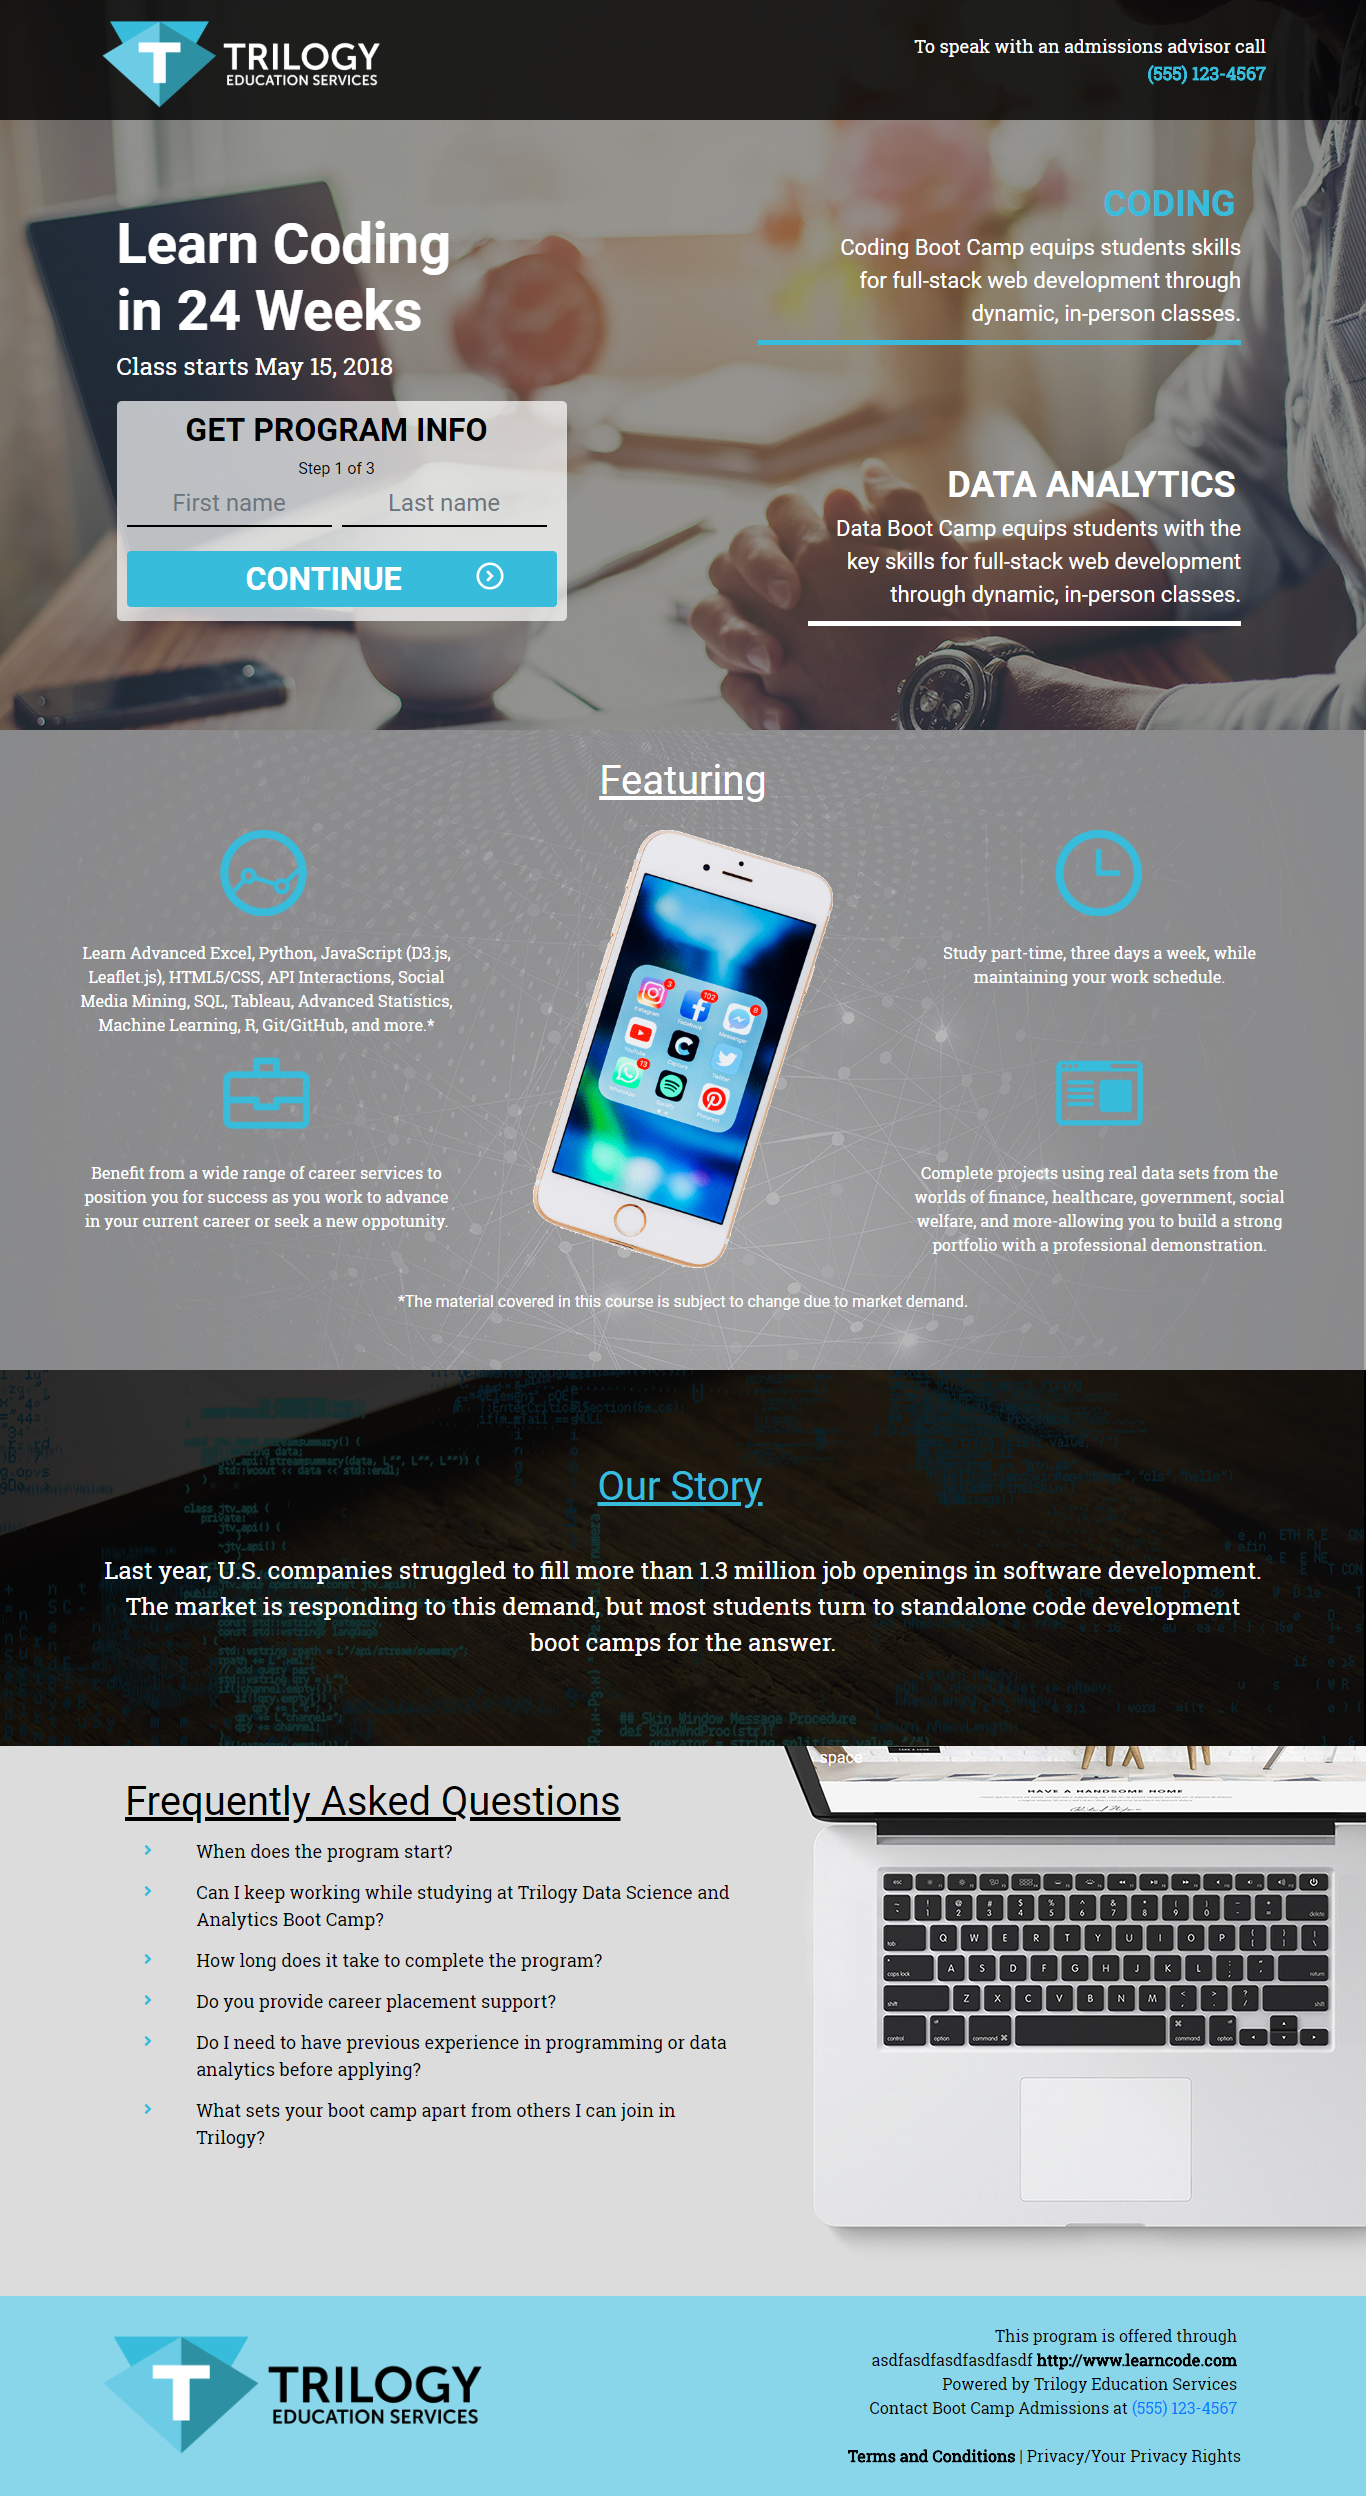 TRILOGY
EDUCATION SERVICES
To speak with an admissions advisor call
(555) 123-4567
Learn Coding
in 24 Weeks
Class starts May 15, 2018
GET PROGRAM INFO
Step 1 of 3
First name
Last name
CONTINUE
CODING
Coding Boot Camp equips students skills
for full-stack web development through
dynamic, in-person classes.
DATA ANALYTICS
Data Boot Camp equips students with the
key skills for full-stack web development
through dynamic, in-person classes.
Featuring
Learn Advanced Excel, Python, JavaScript (D3.js,
Leaflet.js), HTML5/CSS, API Interactions, Social
Media Mining, SQL, Tableau, Advanced Statistics,
Machine Learning, R, Git/GitHub, and more.*
Study part-time, three days a week, while
maintaining your work schedule.
Benefit from a wide range of career services to
position you for success as you work to advance
in your current career or seek a new oppotunity.
Complete projects using real data sets from the
worlds of finance, healthcare, government, social
welfare, and more-allowing you to build a strong
portfolio with a professional demonstration.
*The material covered in this course is subject to change due to market demand.
Our Story
Last year, U.S. companies struggled to fill more than 1.3 million job openings in software development.
The market is responding to this demand, but most students turn to standalone code development
boot camps for the answer.
space
HAVE A HANDSOME HOME
Frequently Asked Questions
When does the program start?
Can I keep working while studying at Trilogy Data Science and
Analytics Boot Camp?
How long does it take to complete the program?
Do you provide career placement support?
Do I need to have previous experience in programming or data
analytics before applying?
What sets your boot camp apart from others I can join in
Trilogy?
TRILOGY
EDUCATION SERVICES
This program is offered through
asdfasdfasdfasdfasdf http://www.learncode.com
Powered by Trilogy Education Services
Contact Boot Camp Admissions at (555) 123-4567
Terms and Conditions | Privacy/Your Privacy Rights